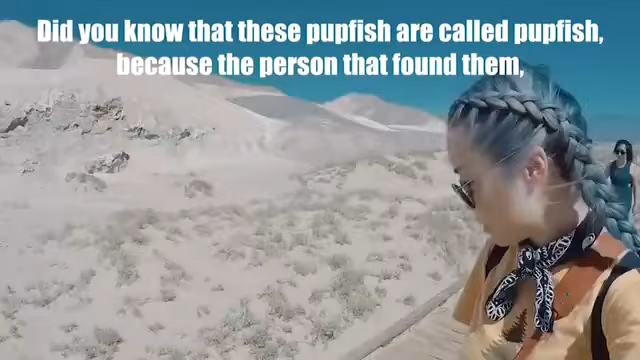 Did you know that these pupfish are called pupfish,
because the person that found them,